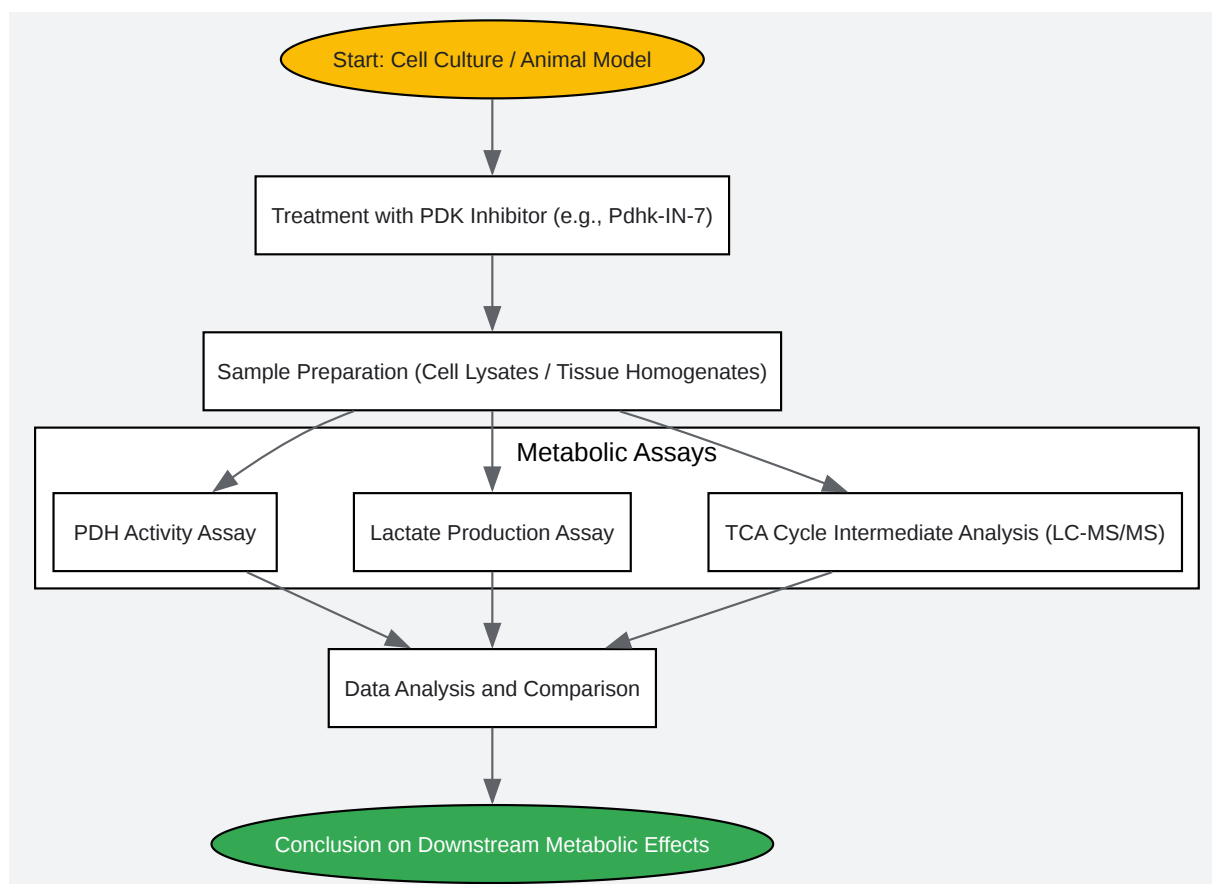 Start: Cell Culture / Animal Model
Treatment with PDK Inhibitor (e.g., Pdhk-IN-7)
Sample Preparation (Cell Lysates / Tissue Homogenates)
Metabolic Assays
PDH Activity Assay
Lactate Production Assay
TCA Cycle Intermediate Analysis (LC-MS/MS)
Data Analysis and Comparison
Conclusion on Downstream Metabolic Effects